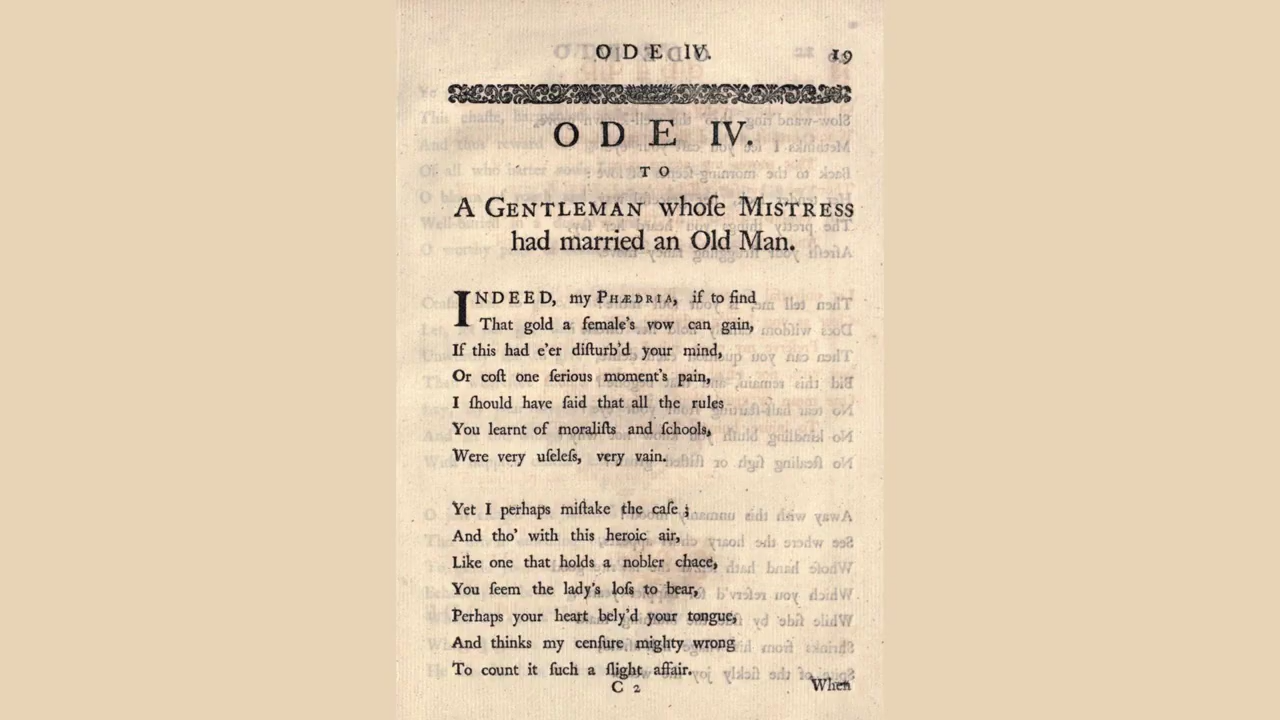 ODE IV. 19
ODE IV.
TO
A GENTLEMAN whoſe MISTRESS
had married an Old Man.
INDEED, my PHÆDRIA, if to find
That gold a female's vow can gain,
If this had e'er diſturb'd your mind,
Or coſt one ſerious moment's pain,
I ſhould have ſaid that all the rules
You learnt of moraliſts and ſchools,
Were very uſeleſs, very vain.
Yet I perhaps miſtake the caſe;
And tho' with this heroic air,
Like one that holds a nobler chace,
You ſeem the lady's loſs to bear,
Perhaps your heart bely'd your tongue,
And thinks my cenſure mighty wrong
To count it ſuch a ſlight affair.
C 2 When